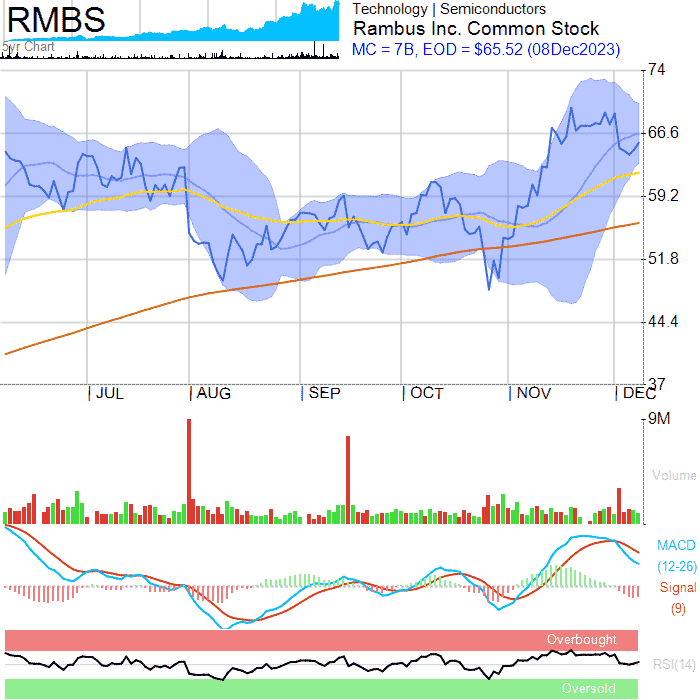 RMBS
5yr Chart
Technology | Semiconductors
Rambus Inc. Common Stock
MC = 7B, EOD = $65.52 (08Dec2023)
74
66.6
59.2
51.8
44.4
37
JUL AUG SEP OCT NOV DEC
9M
Volume
MACD
(12-26)
Signal
(9)
Overbought
RSI(14)
Oversold